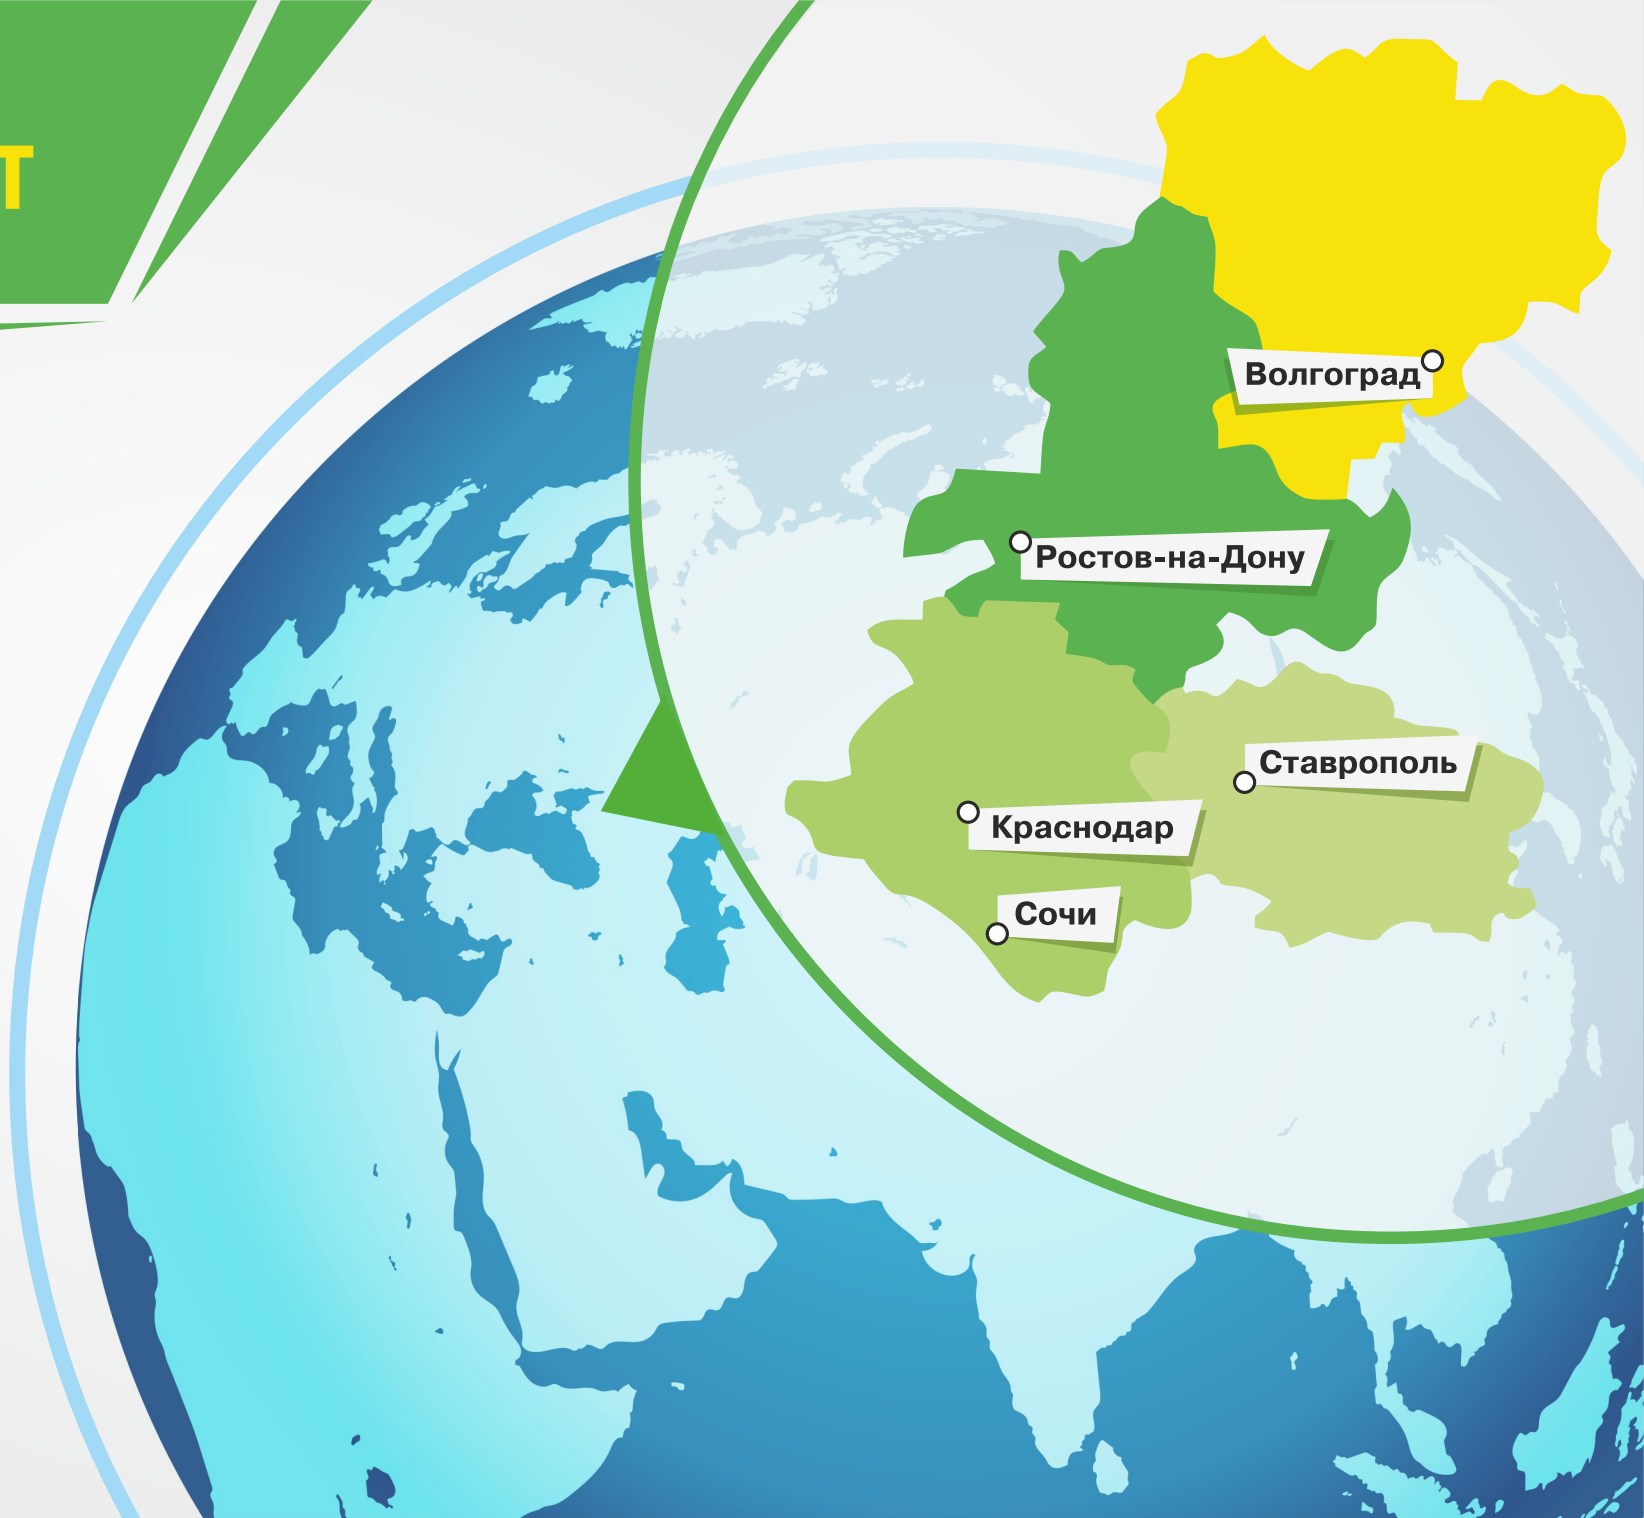 Т
Волгоград
Ростов-на-Дону
Ставрополь
Краснодар
Сочи